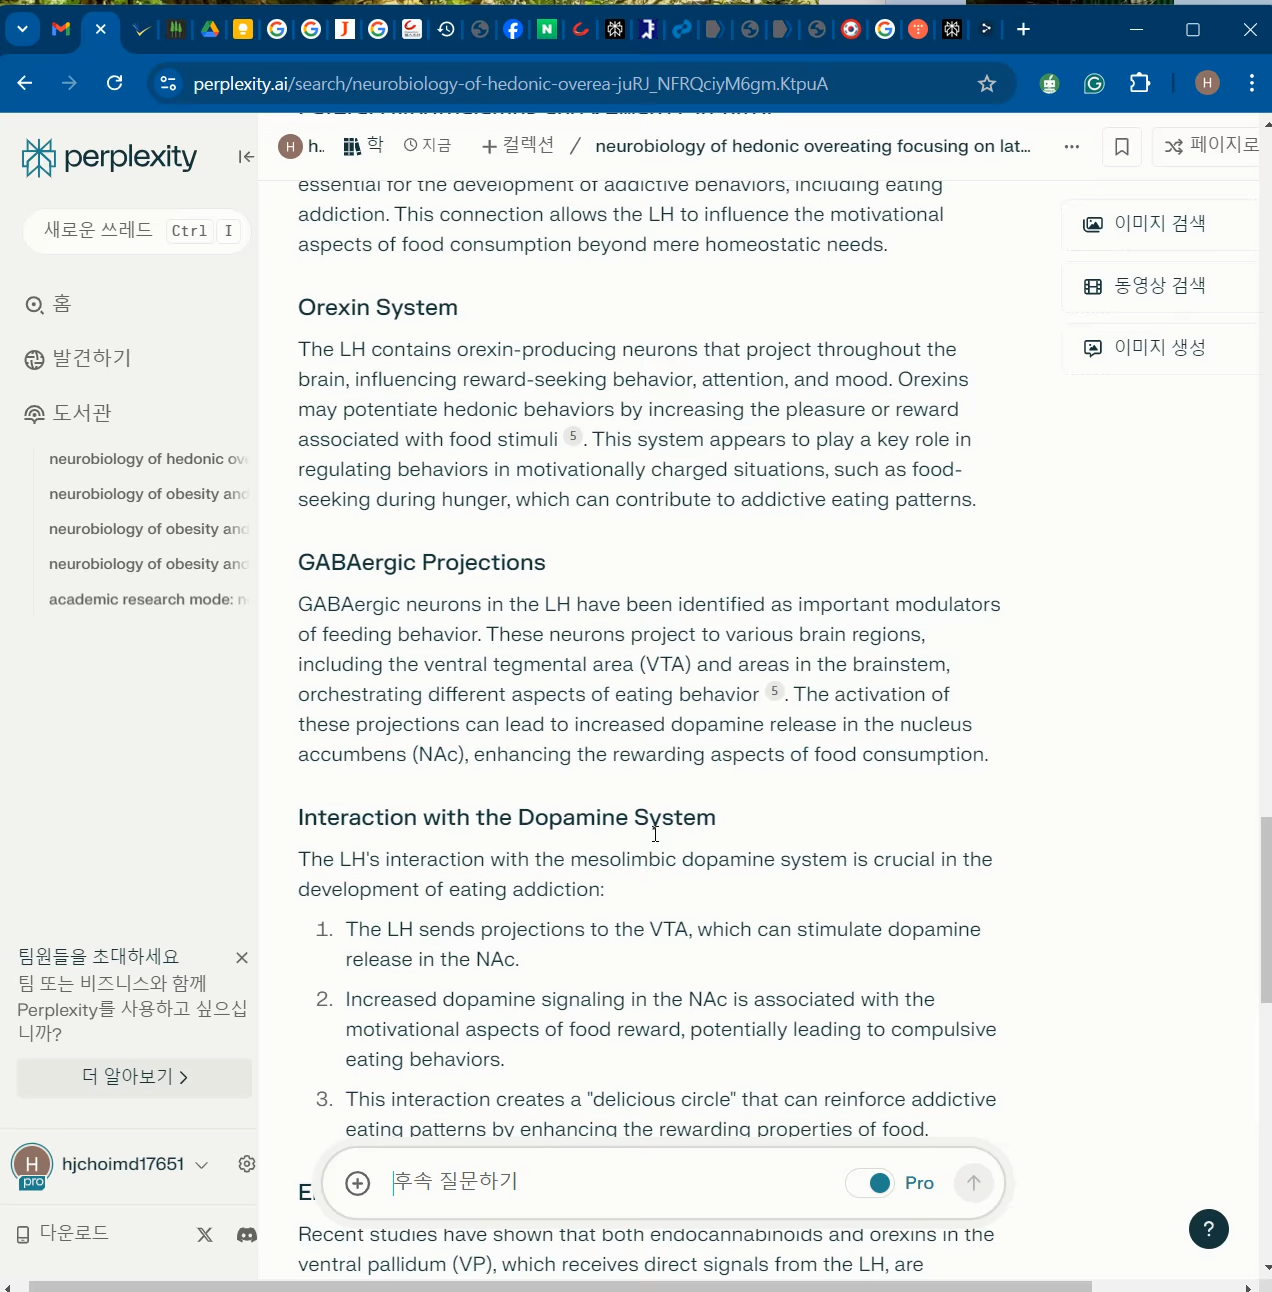 perplexity.ai/search/neurobiology-of-hedonic-overea-juRJ_NFRQciyM6gm.KtpuA
H
perplexity
새로운 쓰레드 Ctrl I
홈
발견하기
도서관
neurobiology of hedonic ove
neurobiology of obesity and
neurobiology of obesity and
neurobiology of obesity and
academic research mode: n
팀원들을 초대하세요
팀 또는 비즈니스와 함께
Perplexity를 사용하고 싶으십
니까?
더 알아보기
H
pro
hjchoimd17651
다운로드
H h.. 학 지금 컬렉션 / neurobiology of hedonic overeating focusing on lat... ... 페이지로
essential for the development of addictive behaviors, including eating
addiction. This connection allows the LH to influence the motivational
aspects of food consumption beyond mere homeostatic needs.
Orexin System
The LH contains orexin-producing neurons that project throughout the
brain, influencing reward-seeking behavior, attention, and mood. Orexins
may potentiate hedonic behaviors by increasing the pleasure or reward
associated with food stimuli 5. This system appears to play a key role in
regulating behaviors in motivationally charged situations, such as food-
seeking during hunger, which can contribute to addictive eating patterns.
GABAergic Projections
GABAergic neurons in the LH have been identified as important modulators
of feeding behavior. These neurons project to various brain regions,
including the ventral tegmental area (VTA) and areas in the brainstem,
orchestrating different aspects of eating behavior 5. The activation of
these projections can lead to increased dopamine release in the nucleus
accumbens (NAc), enhancing the rewarding aspects of food consumption.
Interaction with the Dopamine System
The LH's interaction with the mesolimbic dopamine system is crucial in the
development of eating addiction:
1. The LH sends projections to the VTA, which can stimulate dopamine
release in the NAc.
2. Increased dopamine signaling in the NAc is associated with the
motivational aspects of food reward, potentially leading to compulsive
eating behaviors.
3. This interaction creates a "delicious circle" that can reinforce addictive
eating patterns by enhancing the rewarding properties of food.
후속 질문하기
Pro
Recent studies have shown that both endocannabinoids and orexins in the
ventral pallidum (VP), which receives direct signals from the LH, are
이미지 검색
동영상 검색
이미지 생성
?